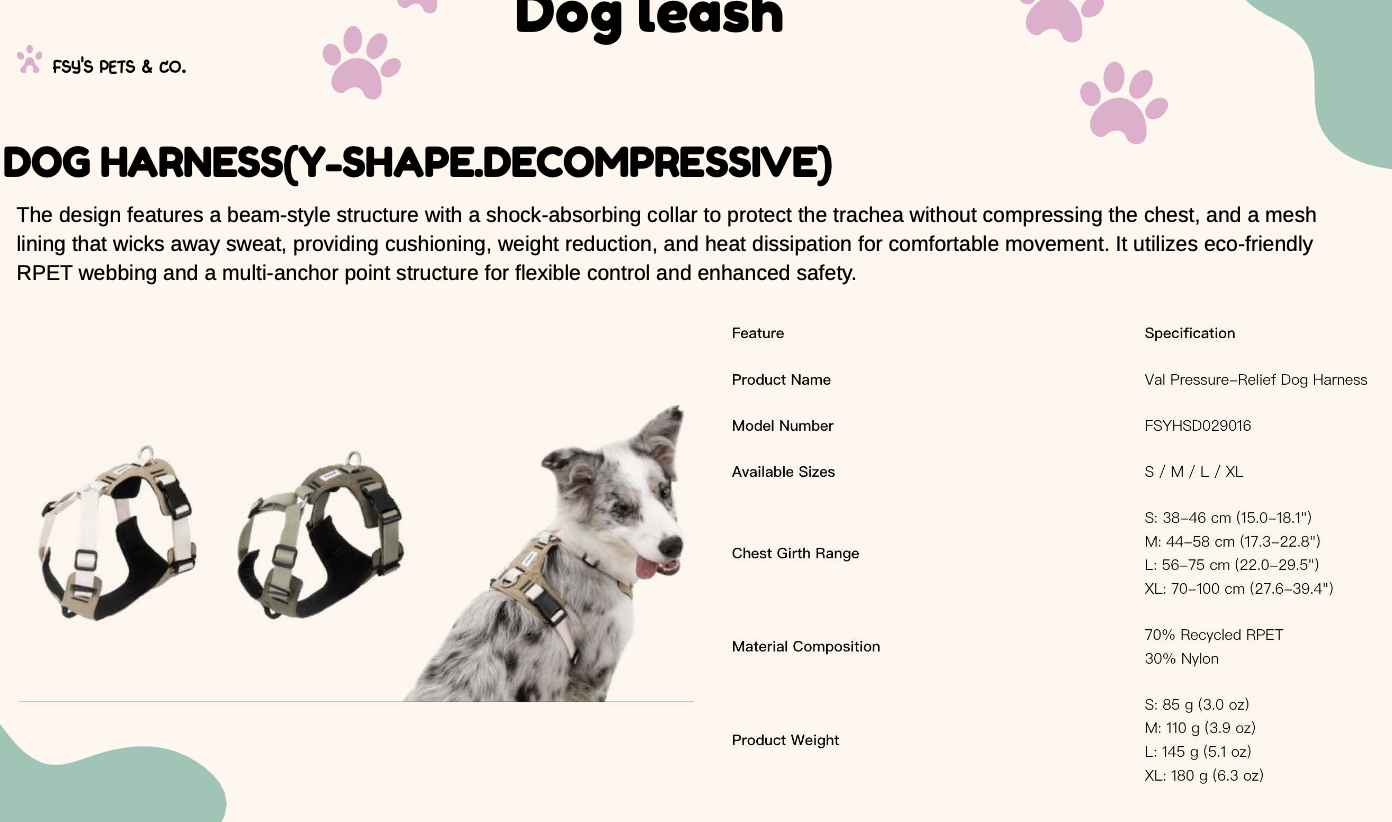 Dog leash
FSY'S PETS & CO.
DOG HARNESS(Y-SHAPE.DECOMPRESSIVE)
The design features a beam-style structure with a shock-absorbing collar to protect the trachea without compressing the chest, and a mesh
lining that wicks away sweat, providing cushioning, weight reduction, and heat dissipation for comfortable movement. It utilizes eco-friendly
RPET webbing and a multi-anchor point structure for flexible control and enhanced safety.
Feature Specification
Product Name Val Pressure–Relief Dog Harness
Model Number FSYHSD029016
Available Sizes S / M / L / XL
Chest Girth Range
S: 38–46 cm (15.0–18.1")
M: 44–58 cm (17.3–22.8")
L: 56–75 cm (22.0–29.5")
XL: 70–100 cm (27.6–39.4")
Material Composition
70% Recycled RPET
30% Nylon
Product Weight
S: 85 g (3.0 oz)
M: 110 g (3.9 oz)
L: 145 g (5.1 oz)
XL: 180 g (6.3 oz)